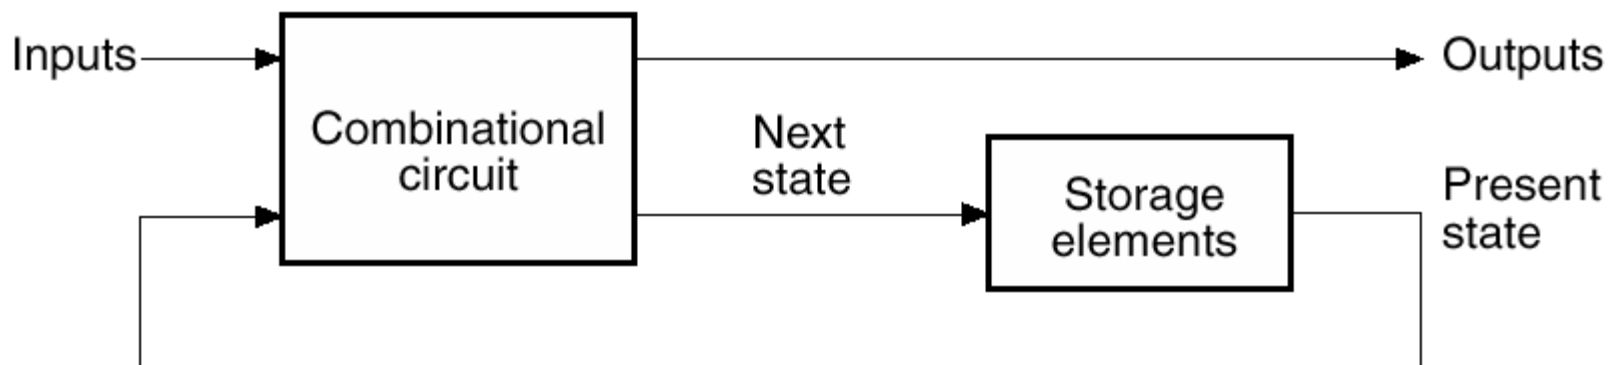 Inputs
Combinational
circuit
Next
state
Storage
elements
Outputs
Present
state